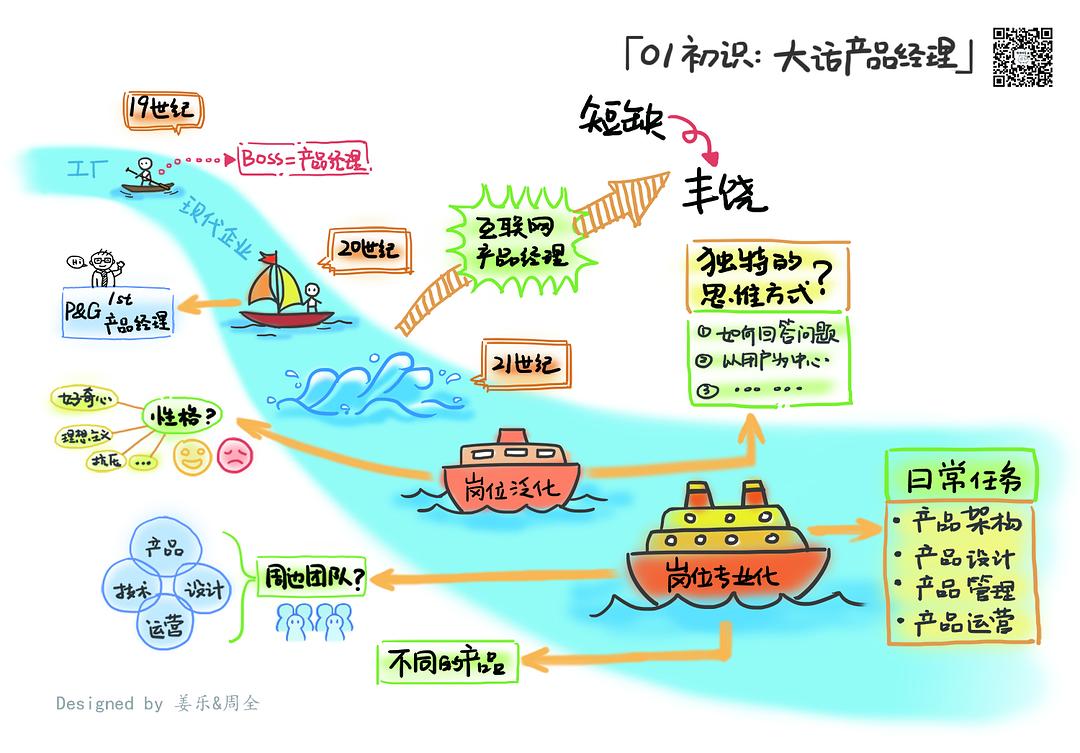 「01初识：大话产品经理」
19世纪
短缺
丰饶
工厂
Boss=产品经理
现代企业
20世纪
互联网
产品经理
Hi
P&G 1st
产品经理
独特的
思维方式？
① 如何回答问题
② 从用户为中心…
③ … …
21世纪
好奇心
性格？
理想主义
抗压
...
岗位泛化
日常任务
· 产品架构
· 产品设计
· 产品管理
· 产品运营
岗位专业化
产品
技术
设计
运营
周边团队？
不同的产品
Designed by 姜乐&周全